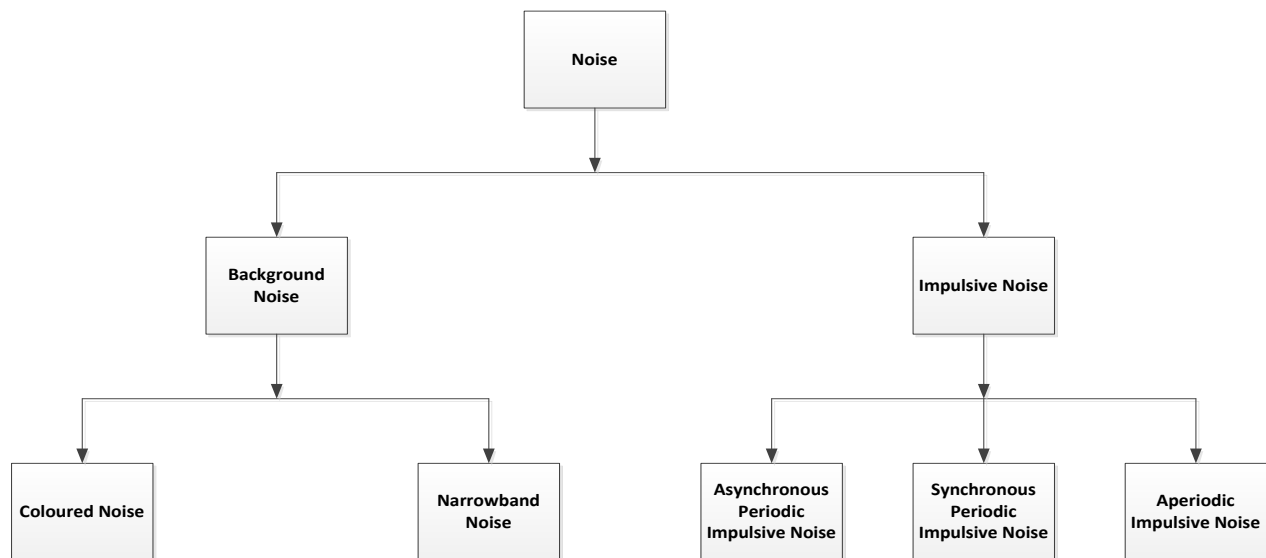 Noise
Background
Noise
Impulsive Noise
Coloured Noise
Narrowband
Noise
Asynchronous
Periodic
Impulsive Noise
Synchronous
Periodic
Impulsive Noise
Aperiodic
Impulsive Noise